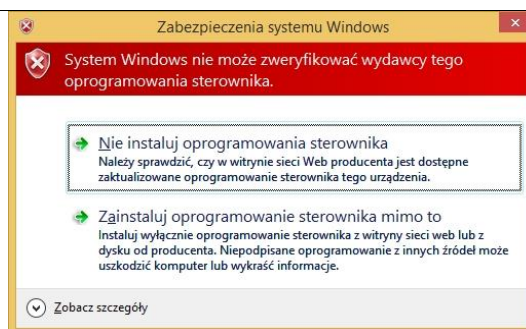 Zabezpieczenia systemu Windows
System Windows nie może zweryfikować wydawcy tego
oprogramowania sterownika.
Nie instaluj oprogramowania sterownika
Należy sprawdzić, czy w witrynie sieci Web producenta jest dostępne
zaktualizowane oprogramowanie sterownika tego urządzenia.
Zainstaluj oprogramowanie sterownika mimo to
Instaluj wyłącznie oprogramowanie sterownika z witryny sieci web lub z
dysku od producenta. Niepodpisane oprogramowanie z innych źródeł może
uszkodzić komputer lub wykraść informacje.
Zobacz szczegóły